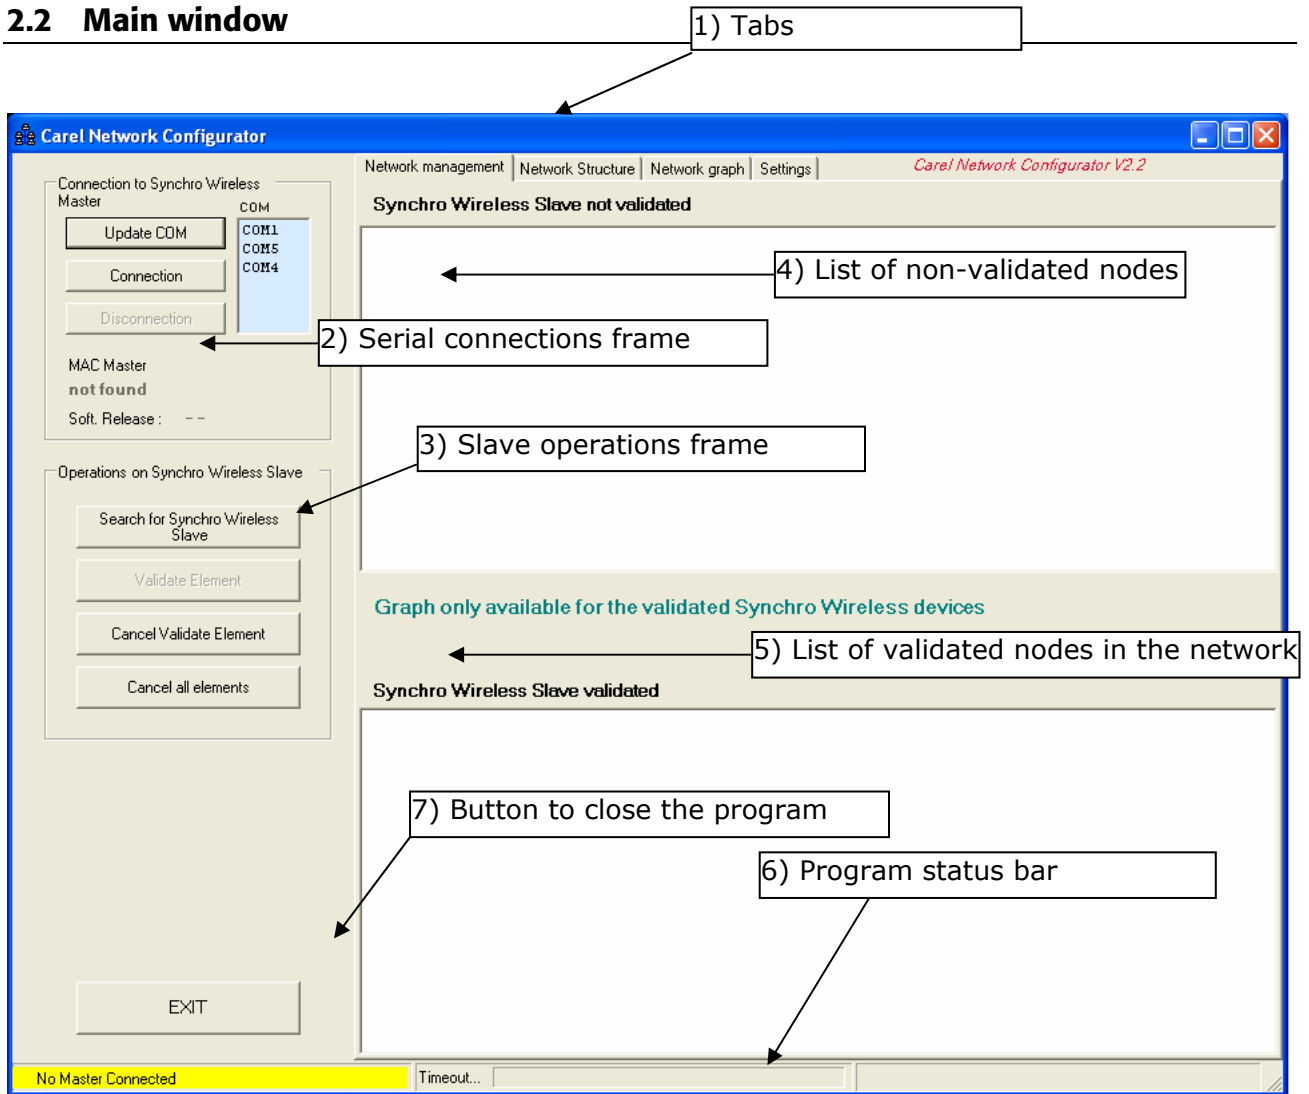 2.2 Main window
1) Tabs
Carel Network Configurator
Network management
Network Structure
Network graph
Settings
Carel Network Configurator V2.2
Connection to Synchro Wireless
Master
COM
Update COM
Connection
Disconnection
COM1
COM5
COM4
MAC Master
not found
Soft. Release : --
Synchro Wireless Slave not validated
4) List of non-validated nodes
2) Serial connections frame
3) Slave operations frame
Operations on Synchro Wireless Slave
Search for Synchro Wireless
Slave
Validate Element
Cancel Validate Element
Cancel all elements
Graph only available for the validated Synchro Wireless devices
5) List of validated nodes in the network
Synchro Wireless Slave validated
7) Button to close the program
6) Program status bar
EXIT
No Master Connected
Timeout...